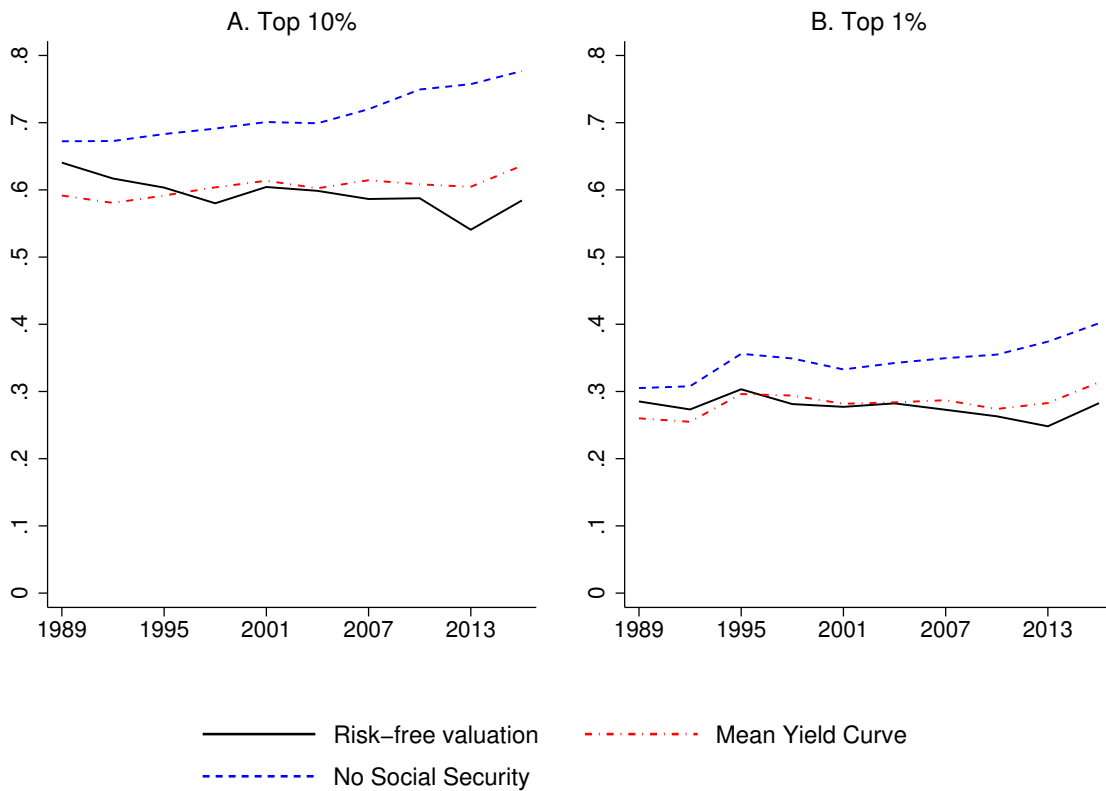 A. Top 10%
.8
.7
.6
.5
.4
.3
.2
.1
0
1989 1995 2001 2007 2013
B. Top 1%
.8
.7
.6
.5
.4
.3
.2
.1
0
1989 1995 2001 2007 2013
Risk−free valuation
Mean Yield Curve
No Social Security